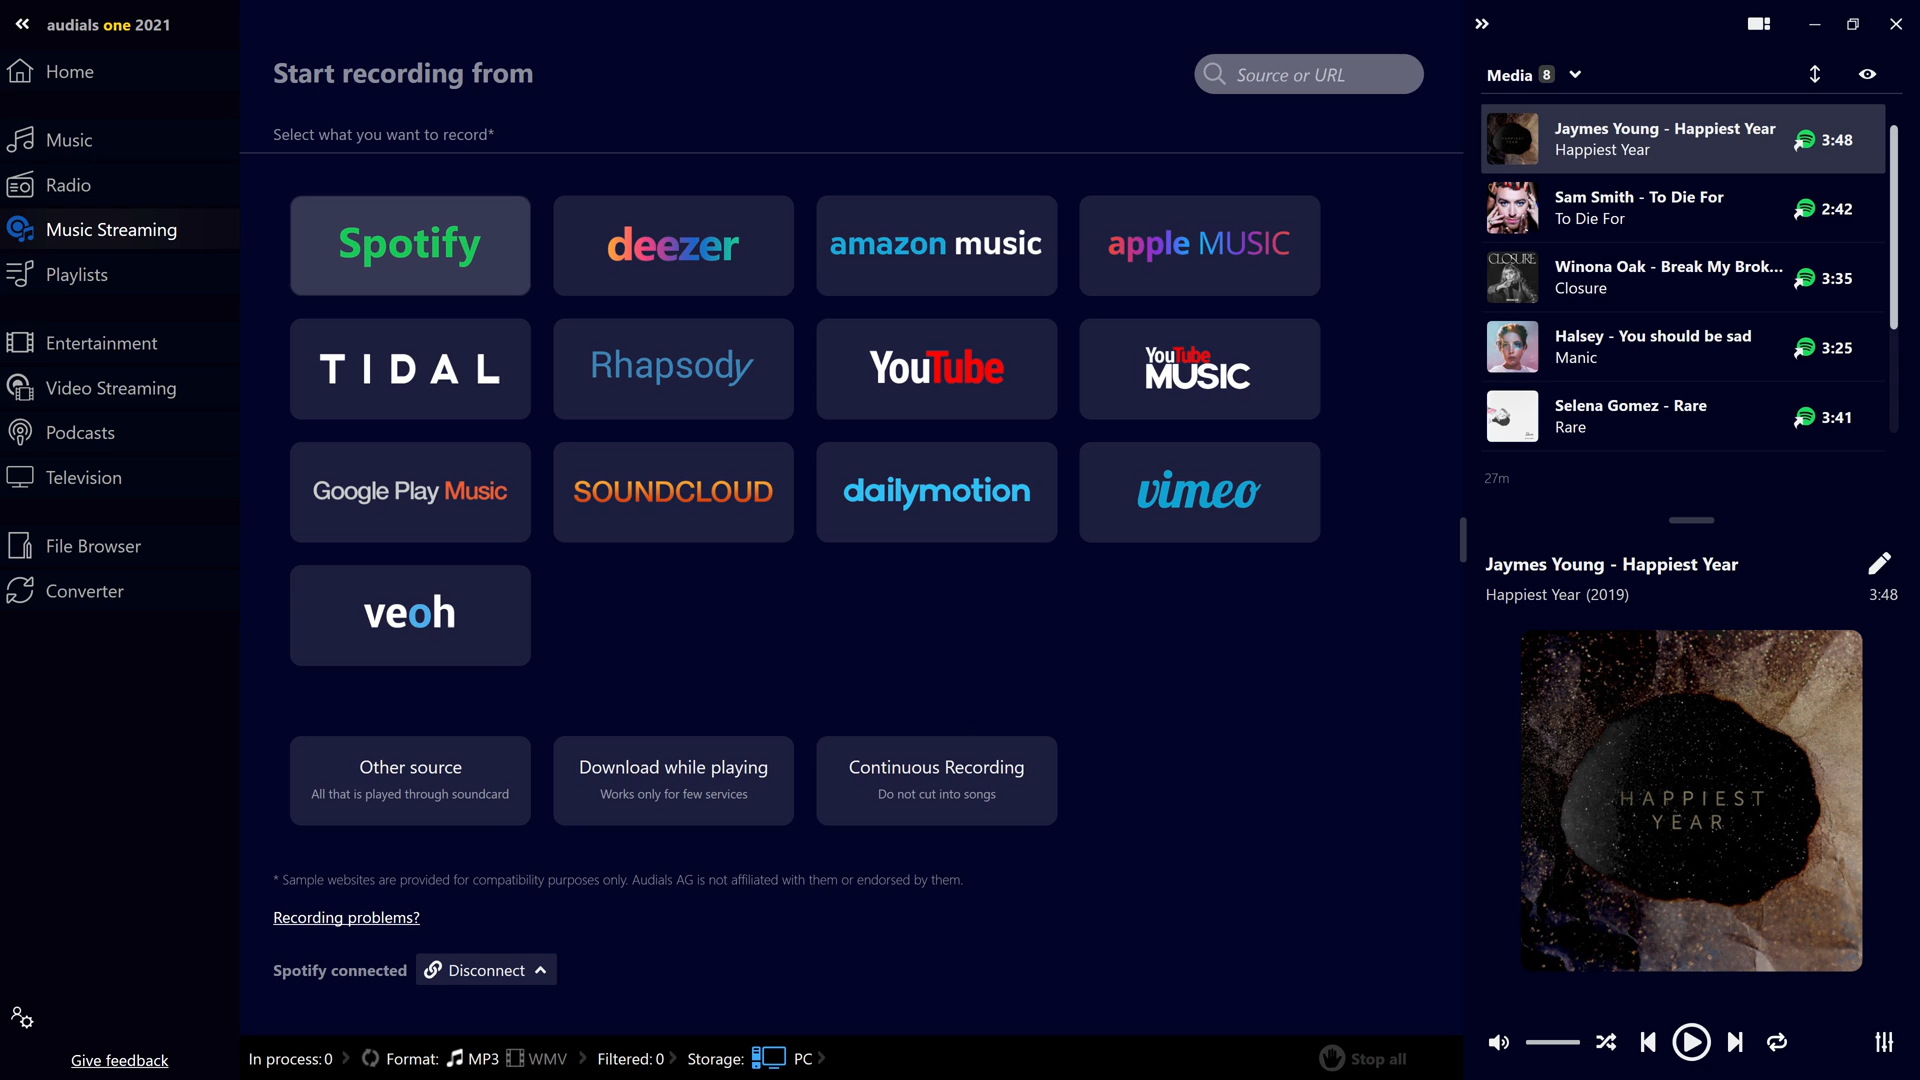 audials one 2021
Home
Music
Radio
Music Streaming
Playlists
Entertainment
Video Streaming
Podcasts
Television
File Browser
Converter
Give feedback
Start recording from
Source or URL
Select what you want to record*
Spotify
deezer
amazon music
apple MUSIC
TIDAL
Rhapsody
YouTube
YouTube
MUSIC
Google Play Music
SOUNDCLOUD
dailymotion
vimeo
veoh
Other source
All that is played through soundcard
Download while playing
Works only for few services
Continuous Recording
Do not cut into songs
* Sample websites are provided for compatibility purposes only. Audials AG is not affiliated with them or endorsed by them.
Recording problems?
Spotify connected Disconnect
In process: 0 Format: MP3 WMV Filtered: 0 Storage: PC Stop all
Media 8
Jaymes Young - Happiest Year
Happiest Year
3:48
Sam Smith - To Die For
To Die For
2:42
CLOSURE
Winona Oak - Break My Brok...
Closure
3:35
Halsey - You should be sad
Manic
3:25
Selena Gomez - Rare
Rare
3:41
27m
Jaymes Young - Happiest Year
Happiest Year (2019) 3:48
HAPPIEST
YEAR